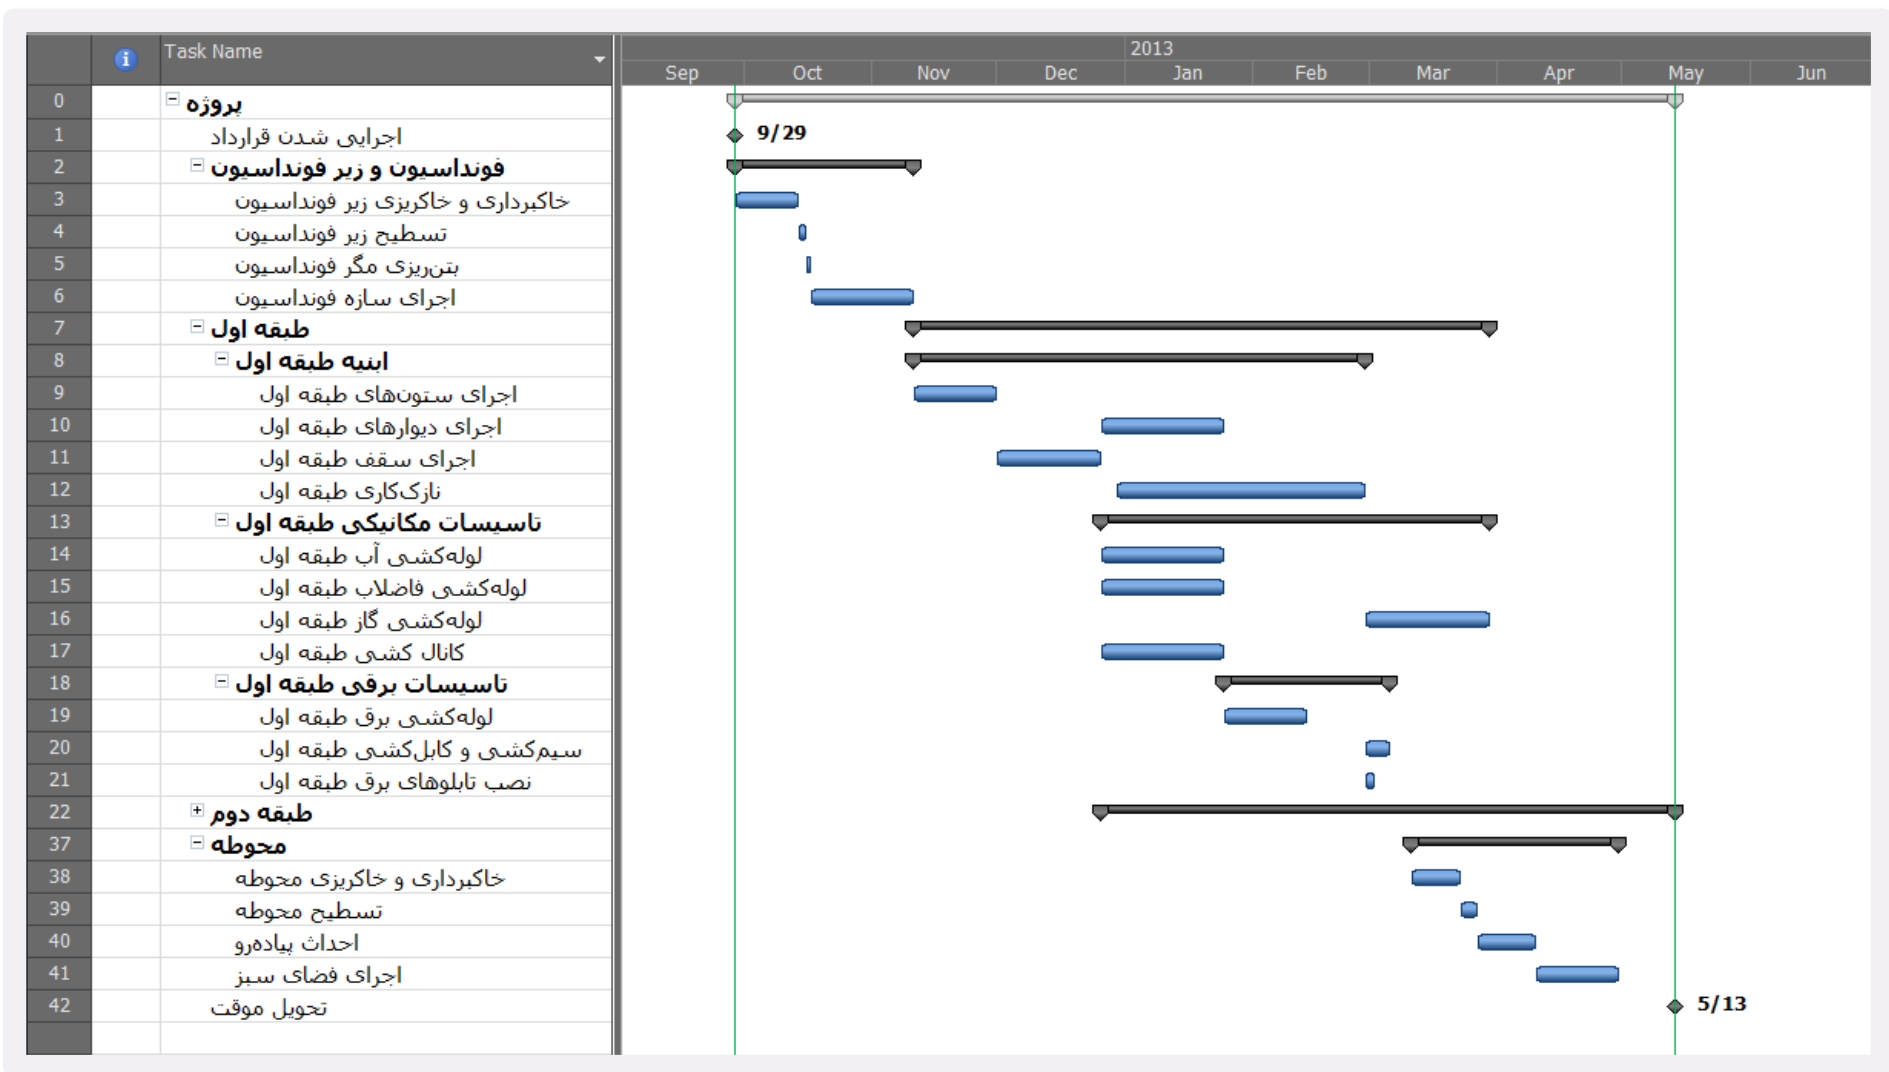 Task Name
2013
Sep Oct Nov Dec Jan Feb Mar Apr May Jun
0 پروژه
1 اجرایی شدن قرارداد 9/29
2 فونداسیون و زیر فونداسیون
3 خاکبرداری و خاکریزی زیر فونداسیون
4 تسطیح زیر فونداسیون
5 بتن‌ریزی مگر فونداسیون
6 اجرای سازه فونداسیون
7 طبقه اول
8 ابنیه طبقه اول
9 اجرای ستون‌های طبقه اول
10 اجرای دیوارهای طبقه اول
11 اجرای سقف طبقه اول
12 نازک‌کاری طبقه اول
13 تاسیسات مکانیکی طبقه اول
14 لوله‌کشی آب طبقه اول
15 لوله‌کشی فاضلاب طبقه اول
16 لوله‌کشی گاز طبقه اول
17 کانال کشی طبقه اول
18 تاسیسات برقی طبقه اول
19 لوله‌کشی برق طبقه اول
20 سیم‌کشی و کابل‌کشی طبقه اول
21 نصب تابلوهای برق طبقه اول
22 طبقه دوم
37 محوطه
38 خاکبرداری و خاکریزی محوطه
39 تسطیح محوطه
40 احداث پیاده‌رو
41 اجرای فضای سبز
42 تحویل موقت 5/13